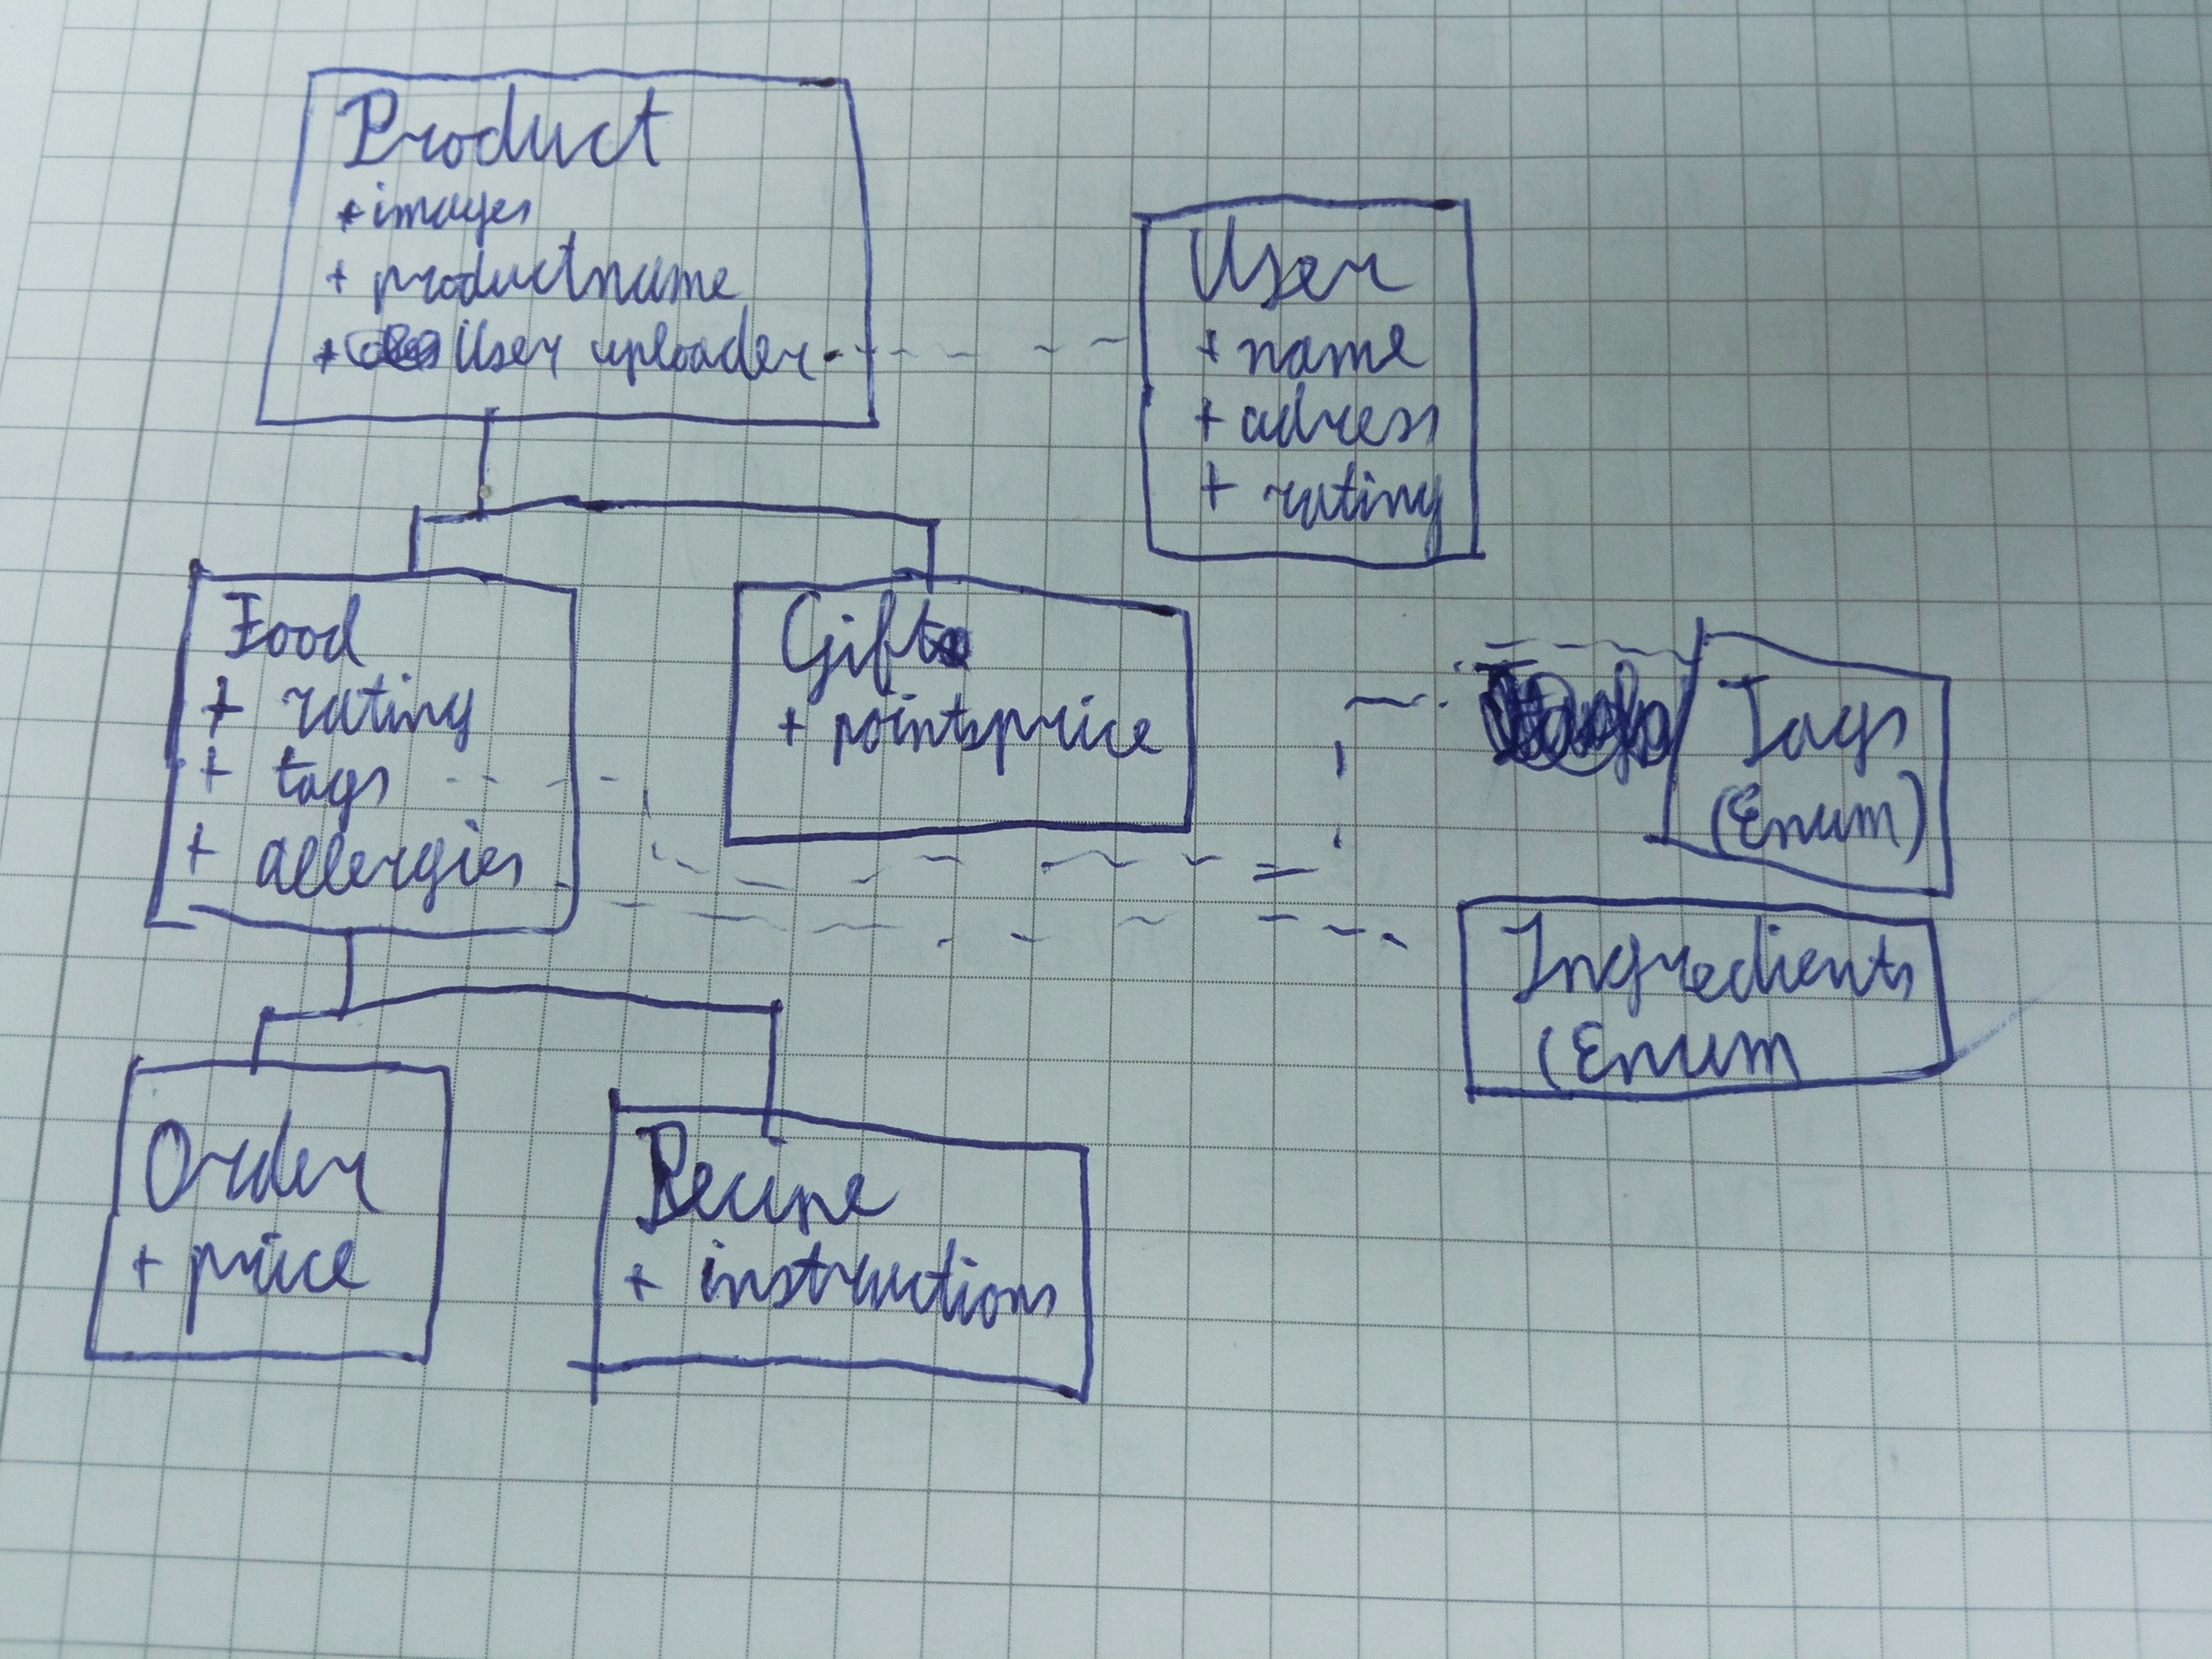 Product
+ images
+ productname
+ User uploader
User
+ name
+ adress
+ rating
Food
+ rating
+ tags
+ allergies
Gift
+ pointsprice
Tags
(Enum)
Ingredients
(Enum
Order
+ price
Recipe
+ instructions